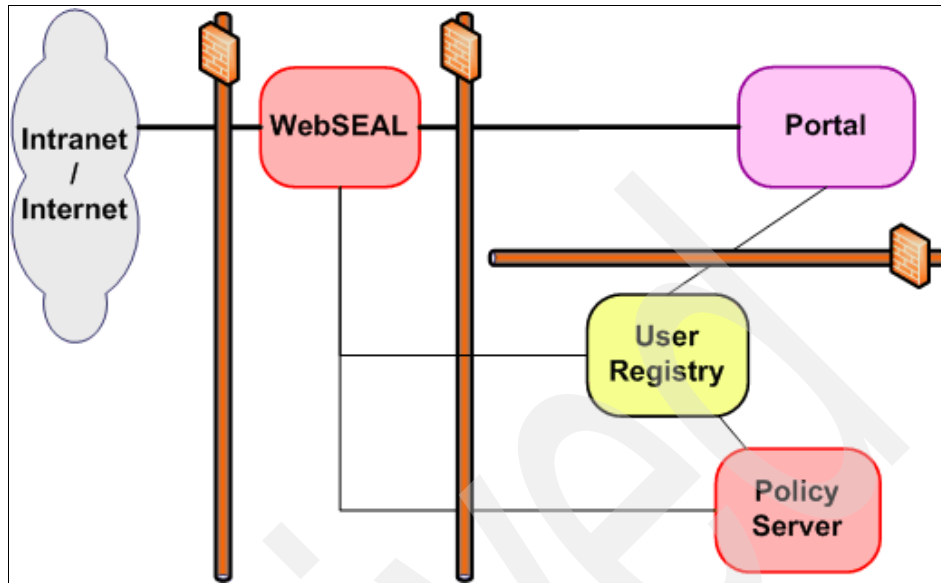 Intranet
/
Internet
WebSEAL
Portal
User
Registry
Policy
Server